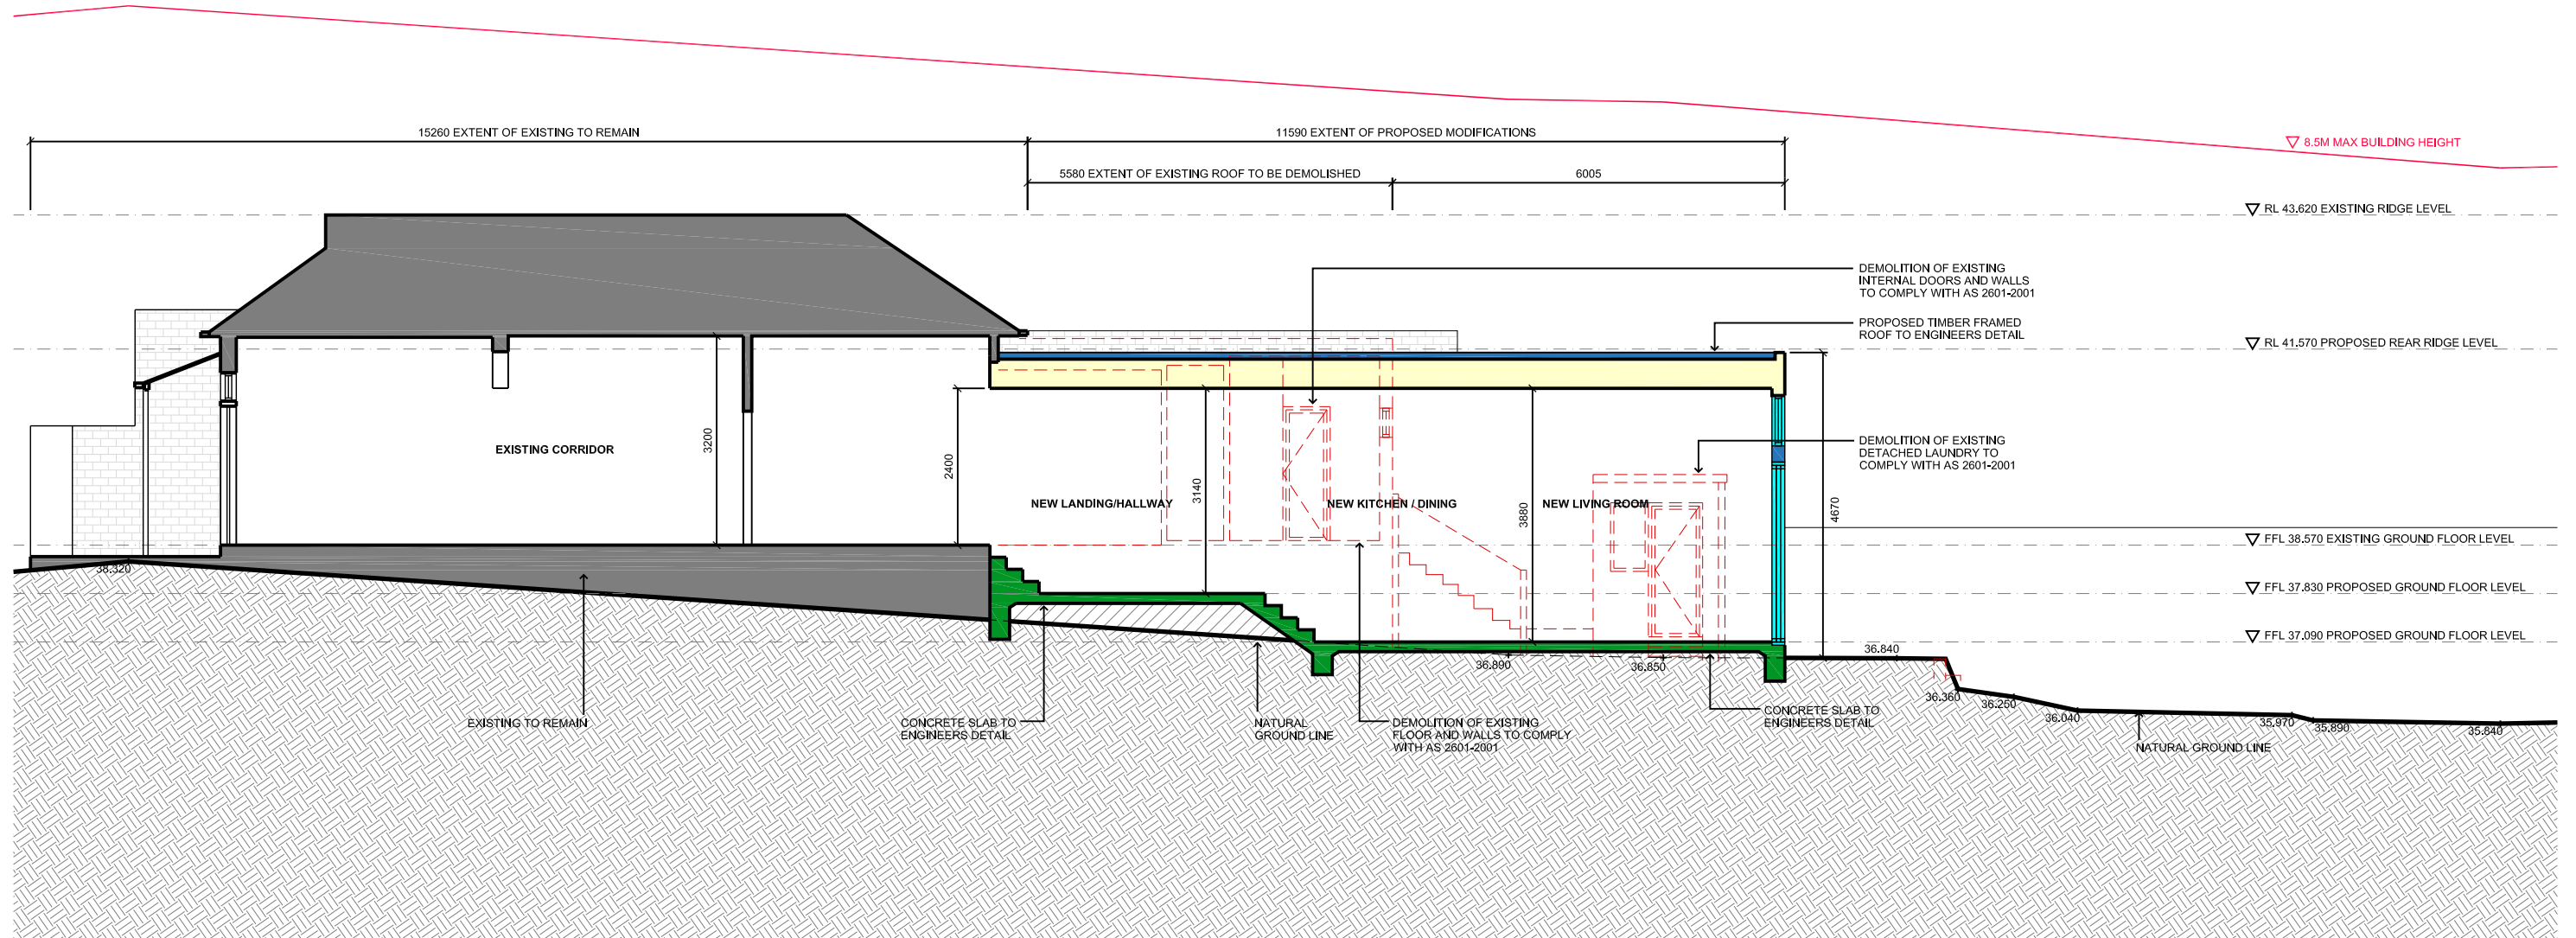 15260 EXTENT OF EXISTING TO REMAIN
11590 EXTENT OF PROPOSED MODIFICATIONS
8.5M MAX BUILDING HEIGHT
5580 EXTENT OF EXISTING ROOF TO BE DEMOLISHED
6005
RL 43.620 EXISTING RIDGE LEVEL
DEMOLITION OF EXISTING
INTERNAL DOORS AND WALLS
TO COMPLY WITH AS 2601-2001
PROPOSED TIMBER FRAMED
ROOF TO ENGINEERS DETAIL
RL 41.570 PROPOSED REAR RIDGE LEVEL
EXISTING CORRIDOR
3200
2400
3140
3880
4670
DEMOLITION OF EXISTING
DETACHED LAUNDRY TO
COMPLY WITH AS 2601-2001
NEW LANDING/HALLWAY
NEW KITCHEN / DINING
NEW LIVING ROOM
FFL 38.570 EXISTING GROUND FLOOR LEVEL
38.320
FFL 37.830 PROPOSED GROUND FLOOR LEVEL
FFL 37.090 PROPOSED GROUND FLOOR LEVEL
36.890
36.850
36.840
36.360
36.250
36.040
35.970
35.890
35.840
EXISTING TO REMAIN
CONCRETE SLAB TO
ENGINEERS DETAIL
NATURAL
GROUND LINE
DEMOLITION OF EXISTING
FLOOR AND WALLS TO COMPLY
WITH AS 2601-2001
CONCRETE SLAB TO
ENGINEERS DETAIL
NATURAL GROUND LINE